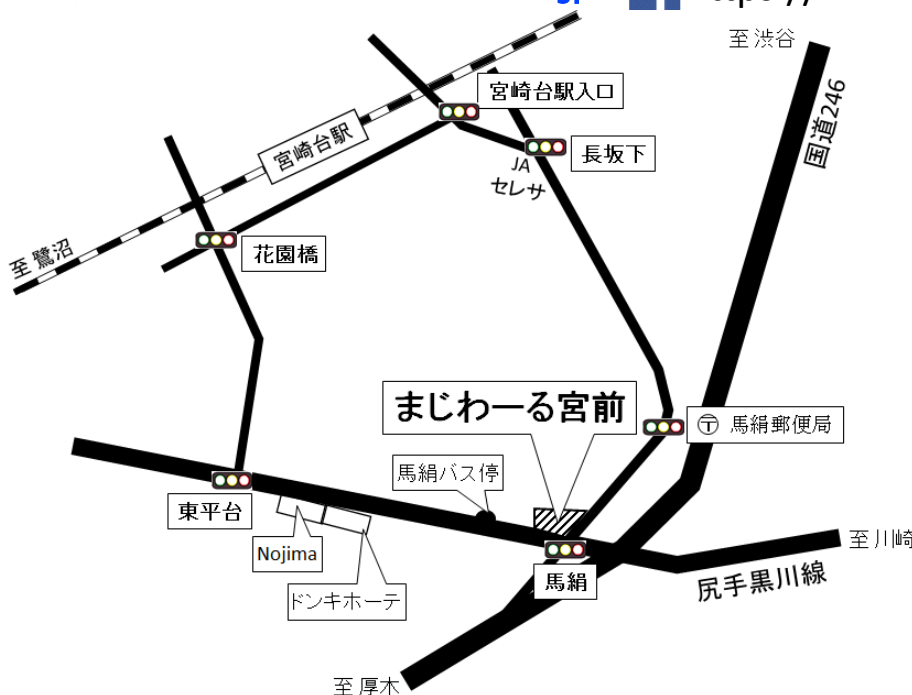 至 渋谷
国道246
宮崎台駅入口
宮崎台駅
長坂下
JA
セレサ
至 鷺沼
花園橋
まじわーる宮前
〒 馬絹郵便局
馬絹バス停
東平台
Nojima
ドンキホーテ
馬絹
至 川崎
尻手黒川線
至 厚木